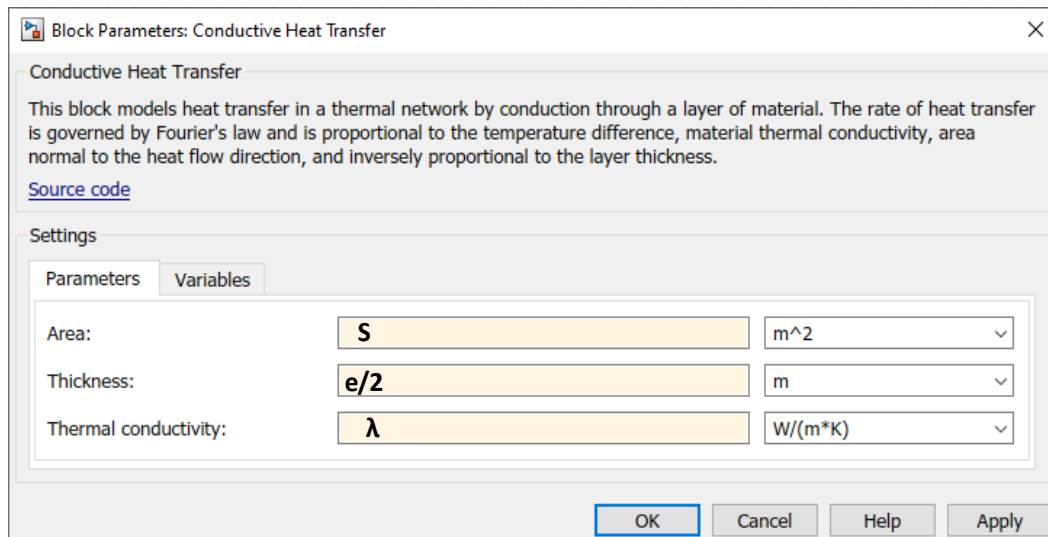 Block Parameters: Conductive Heat Transfer
Conductive Heat Transfer
This block models heat transfer in a thermal network by conduction through a layer of material. The rate of heat transfer
is governed by Fourier's law and is proportional to the temperature difference, material thermal conductivity, area
normal to the heat flow direction, and inversely proportional to the layer thickness.
Source code
Settings
Parameters Variables
Area: S m^2
Thickness: e/2 m
Thermal conductivity: λ W/(m*K)
OK Cancel Help Apply